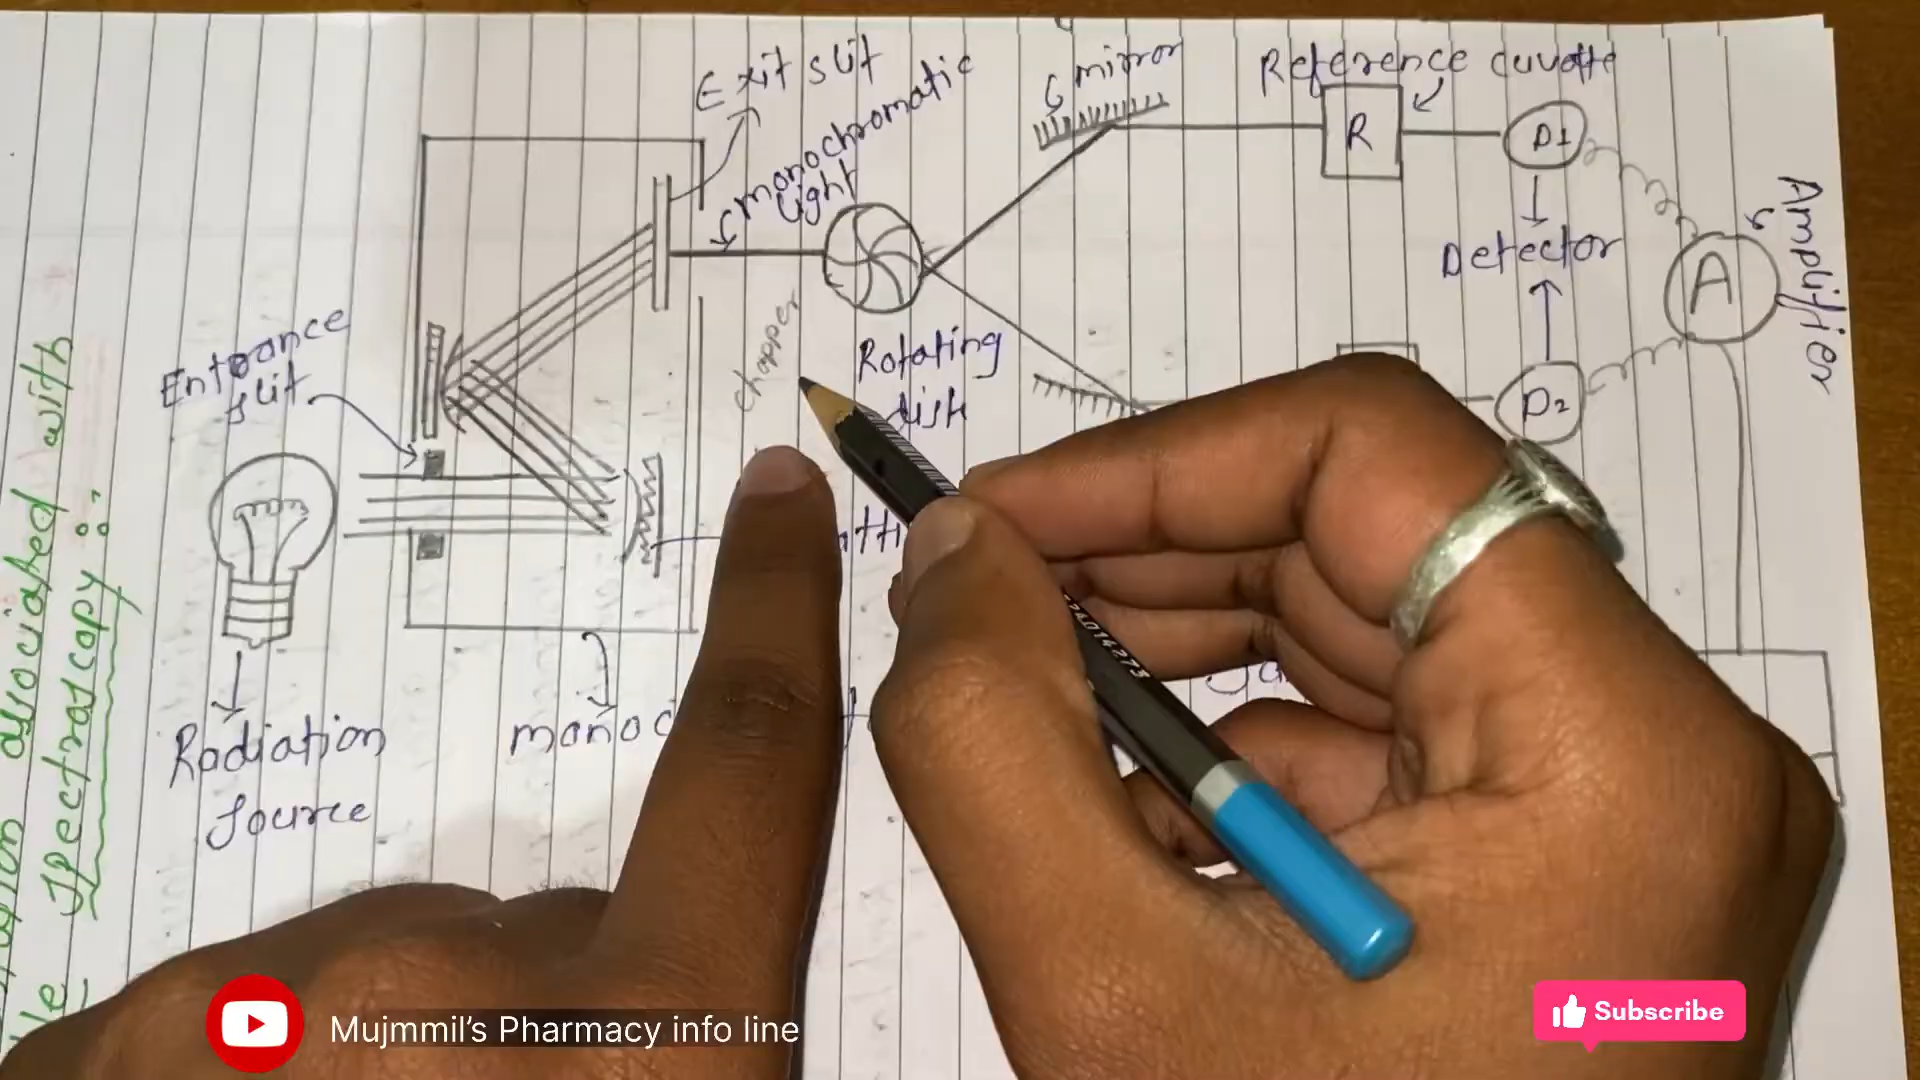 Exit slit
monochromatic
light
mirror
Reference cuvette
R
D1
Detector
Amplifier
A
Entrance
slit
chopper
Rotating
disk
D2
Radiation
source
associated with
Spectroscopy :
074014273
Mujmmil's Pharmacy info line
Subscribe